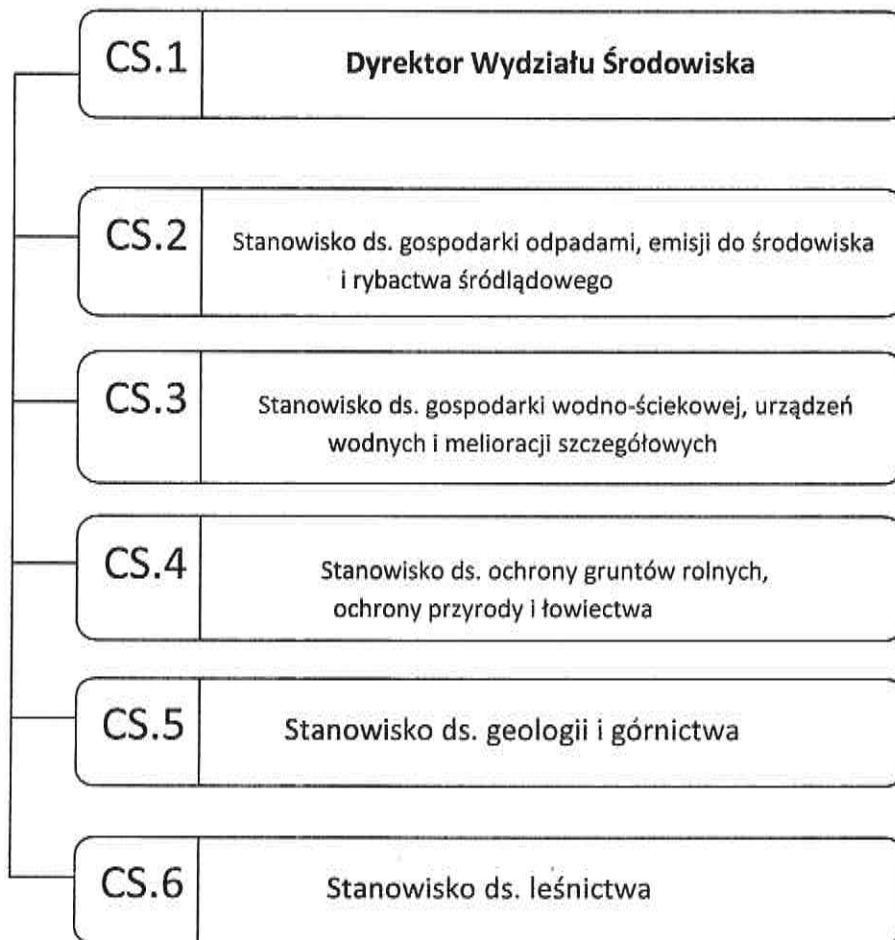 CS.1 Dyrektor Wydziału Środowiska
CS.2 Stanowisko ds. gospodarki odpadami, emisji do środowiska
i rybactwa śródlądowego
CS.3 Stanowisko ds. gospodarki wodno-ściekowej, urządzeń
wodnych i melioracji szczegółowych
CS.4 Stanowisko ds. ochrony gruntów rolnych,
ochrony przyrody i łowiectwa
CS.5 Stanowisko ds. geologii i górnictwa
CS.6 Stanowisko ds. leśnictwa